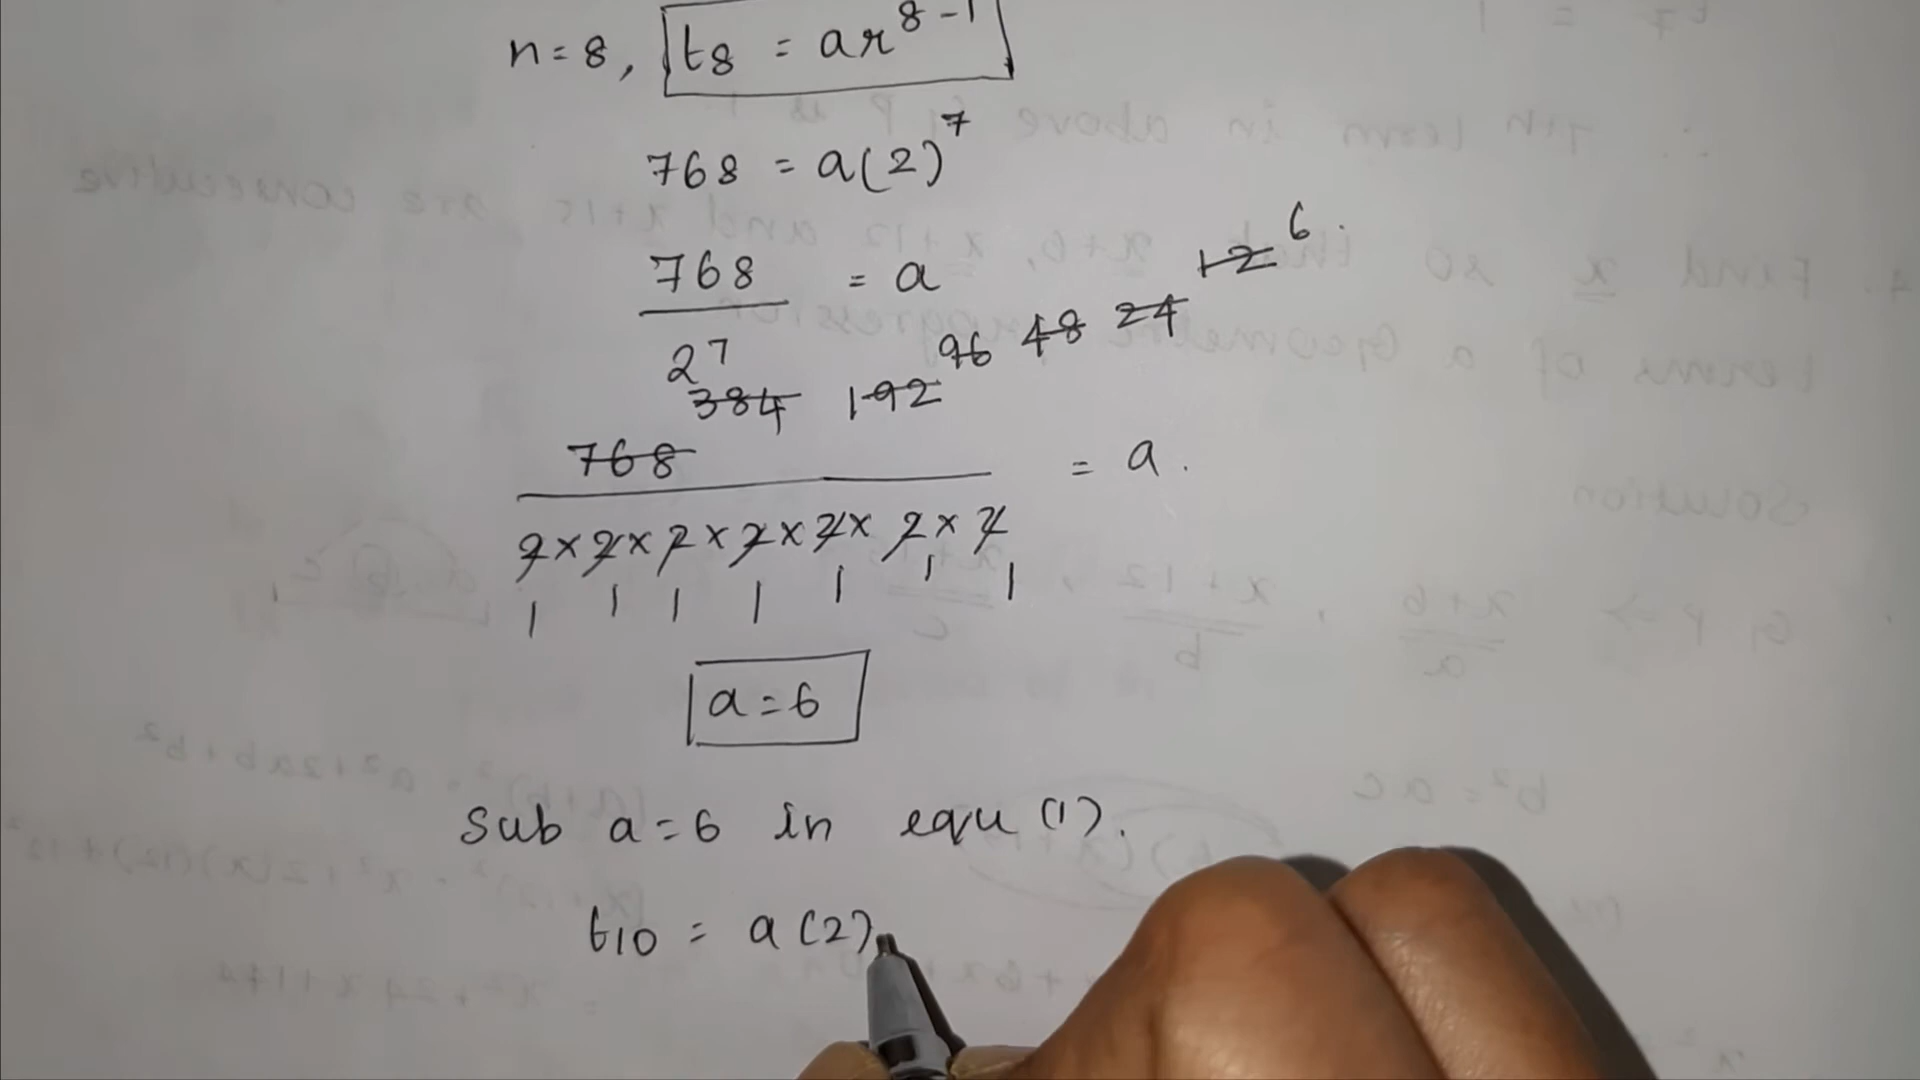 n = 8, t8 = ar^8-1
768 = a(2)^7
768 / 2^7 = a
384 192 96 48 24 12 6.
768 / 2 × 2 × 2 × 2 × 2 × 2 × 2 = a.
1 1 1 1 1 1 1
a = 6
Sub a = 6 in equ (1).
t10 = a (2)